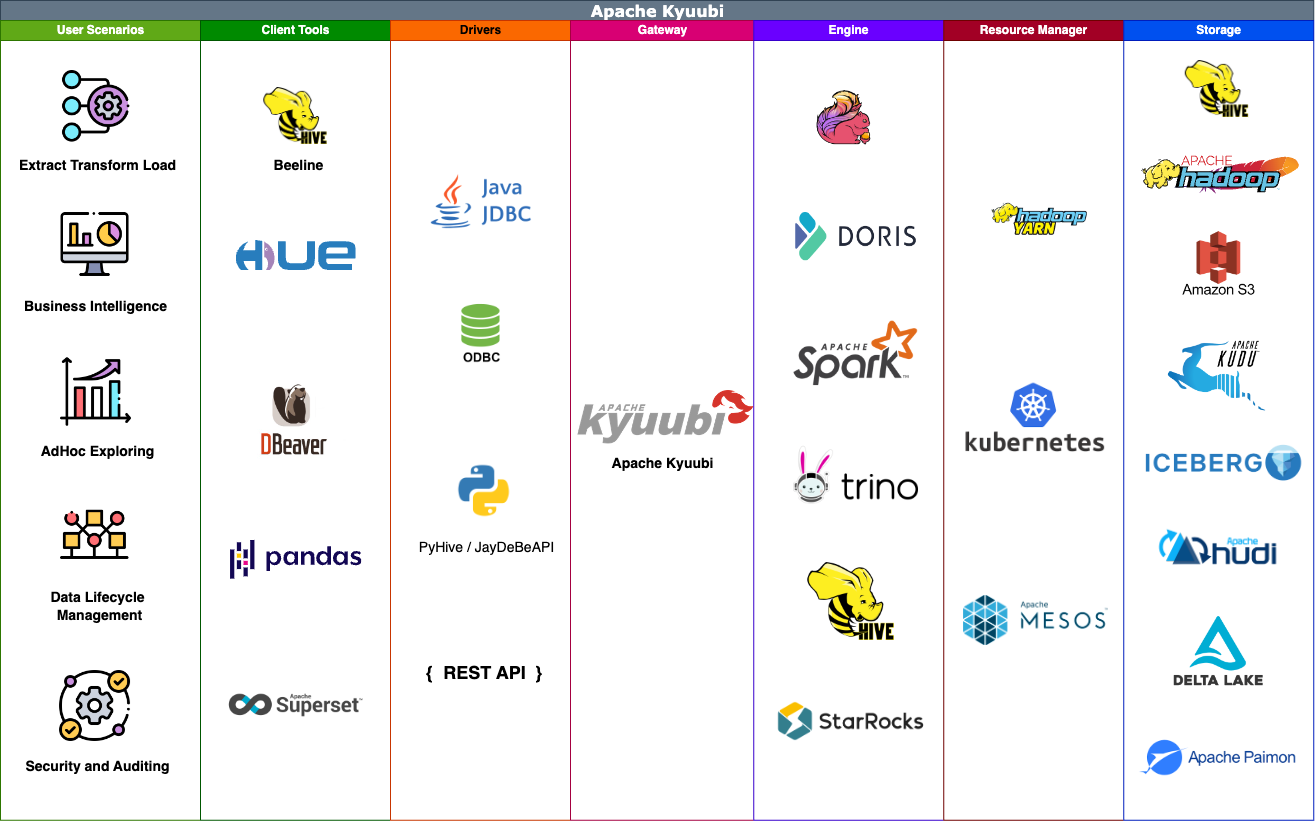 Apache Kyuubi
User Scenarios
Client Tools
Drivers
Gateway
Engine
Resource Manager
Storage
Extract Transform Load
Business Intelligence
AdHoc Exploring
Data Lifecycle
Management
Security and Auditing
HIVE
Beeline
HUE
DBeaver
pandas
Apache
Superset™
Java
JDBC
ODBC
PyHive / JayDeBeAPI
{ REST API }
APACHE
kyuubi
Apache Kyuubi
DORIS
APACHE
Spark™
trino
HIVE
StarRocks
hadoop
YARN
kubernetes
Apache
MESOS™
HIVE
APACHE
hadoop
Amazon S3
APACHE
KUDU
ICEBERG
Apache
hudi
DELTA LAKE
Apache Paimon